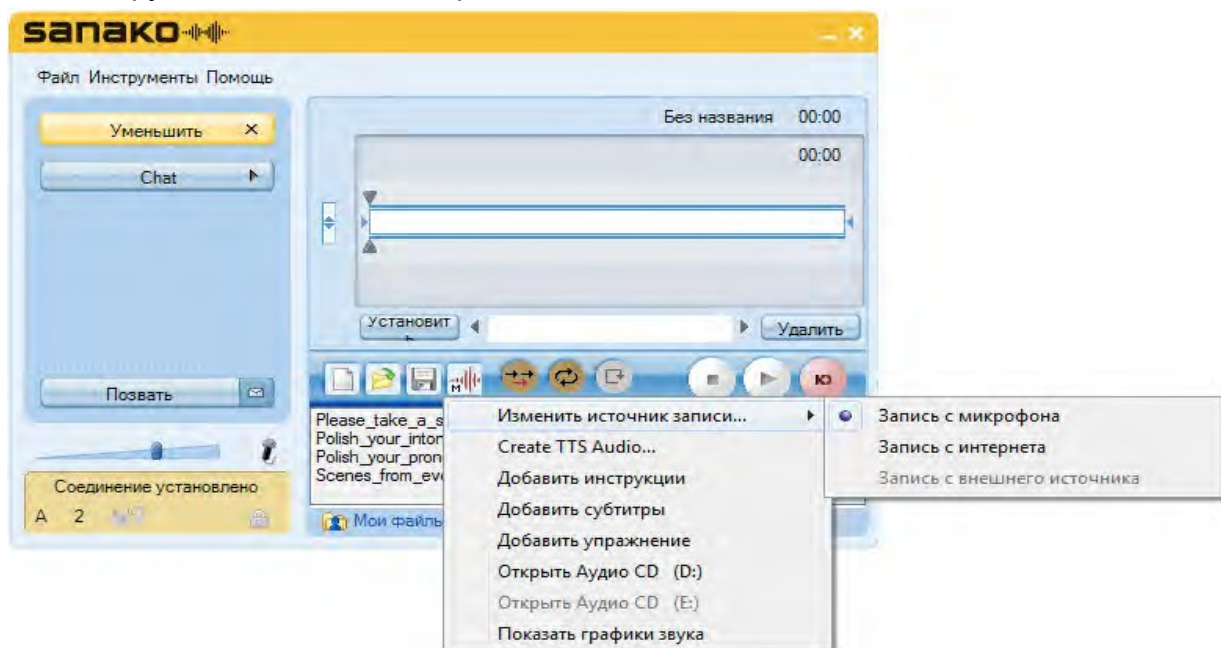 sanako
Файл Инструменты Помощь
Уменьшить
Без названия 00:00
00:00
Chat
Установит
ь
Удалить
Позвать
M
Please_take_a_s
Polish_your_inton
Polish_your_pron
Scenes_from_eve
Соединение установлено
A 2
Мои файлы
Изменить источник записи...
Create TTS Audio...
Добавить инструкции
Добавить субтитры
Добавить упражнение
Открыть Аудио CD (D:)
Открыть Аудио CD (E:)
Показать графики звука
Запись с микрофона
Запись с интернета
Запись с внешнего источника